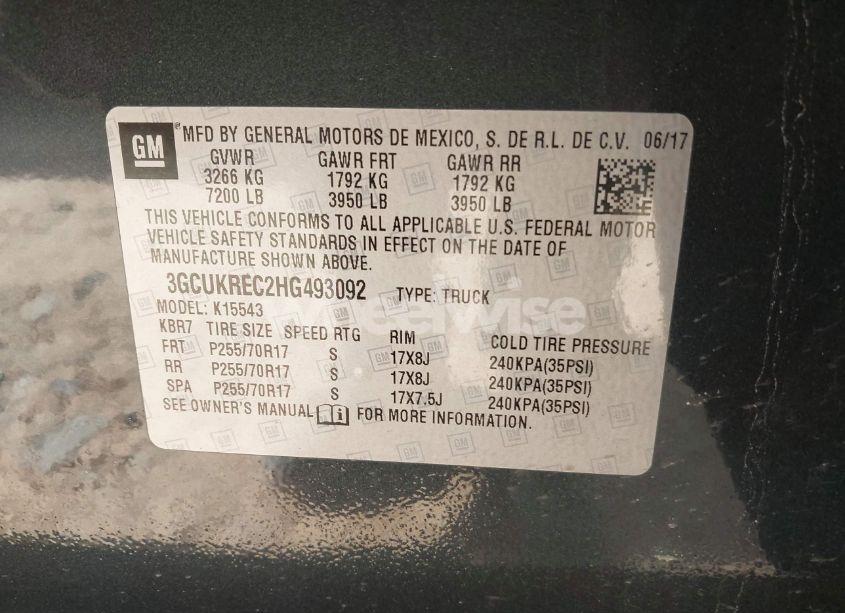 GM ® MFD BY GENERAL MOTORS DE MEXICO, S. DE R.L. DE C.V. 06/17
GVWR GAWR FRT GAWR RR
3266 KG 1792 KG 1792 KG
7200 LB 3950 LB 3950 LB
THIS VEHICLE CONFORMS TO ALL APPLICABLE U.S. FEDERAL MOTOR
VEHICLE SAFETY STANDARDS IN EFFECT ON THE DATE OF
MANUFACTURE SHOWN ABOVE.
3GCUKREC2HG493092 TYPE: TRUCK
MODEL: K15543
KBR7 TIRE SIZE SPEED RTG RIM COLD TIRE PRESSURE
FRT P255/70R17 S 17X8J 240KPA(35PSI)
RR P255/70R17 S 17X8J 240KPA(35PSI)
SPA P255/70R17 S 17X7.5J 240KPA(35PSI)
SEE OWNER'S MANUAL FOR MORE INFORMATION.